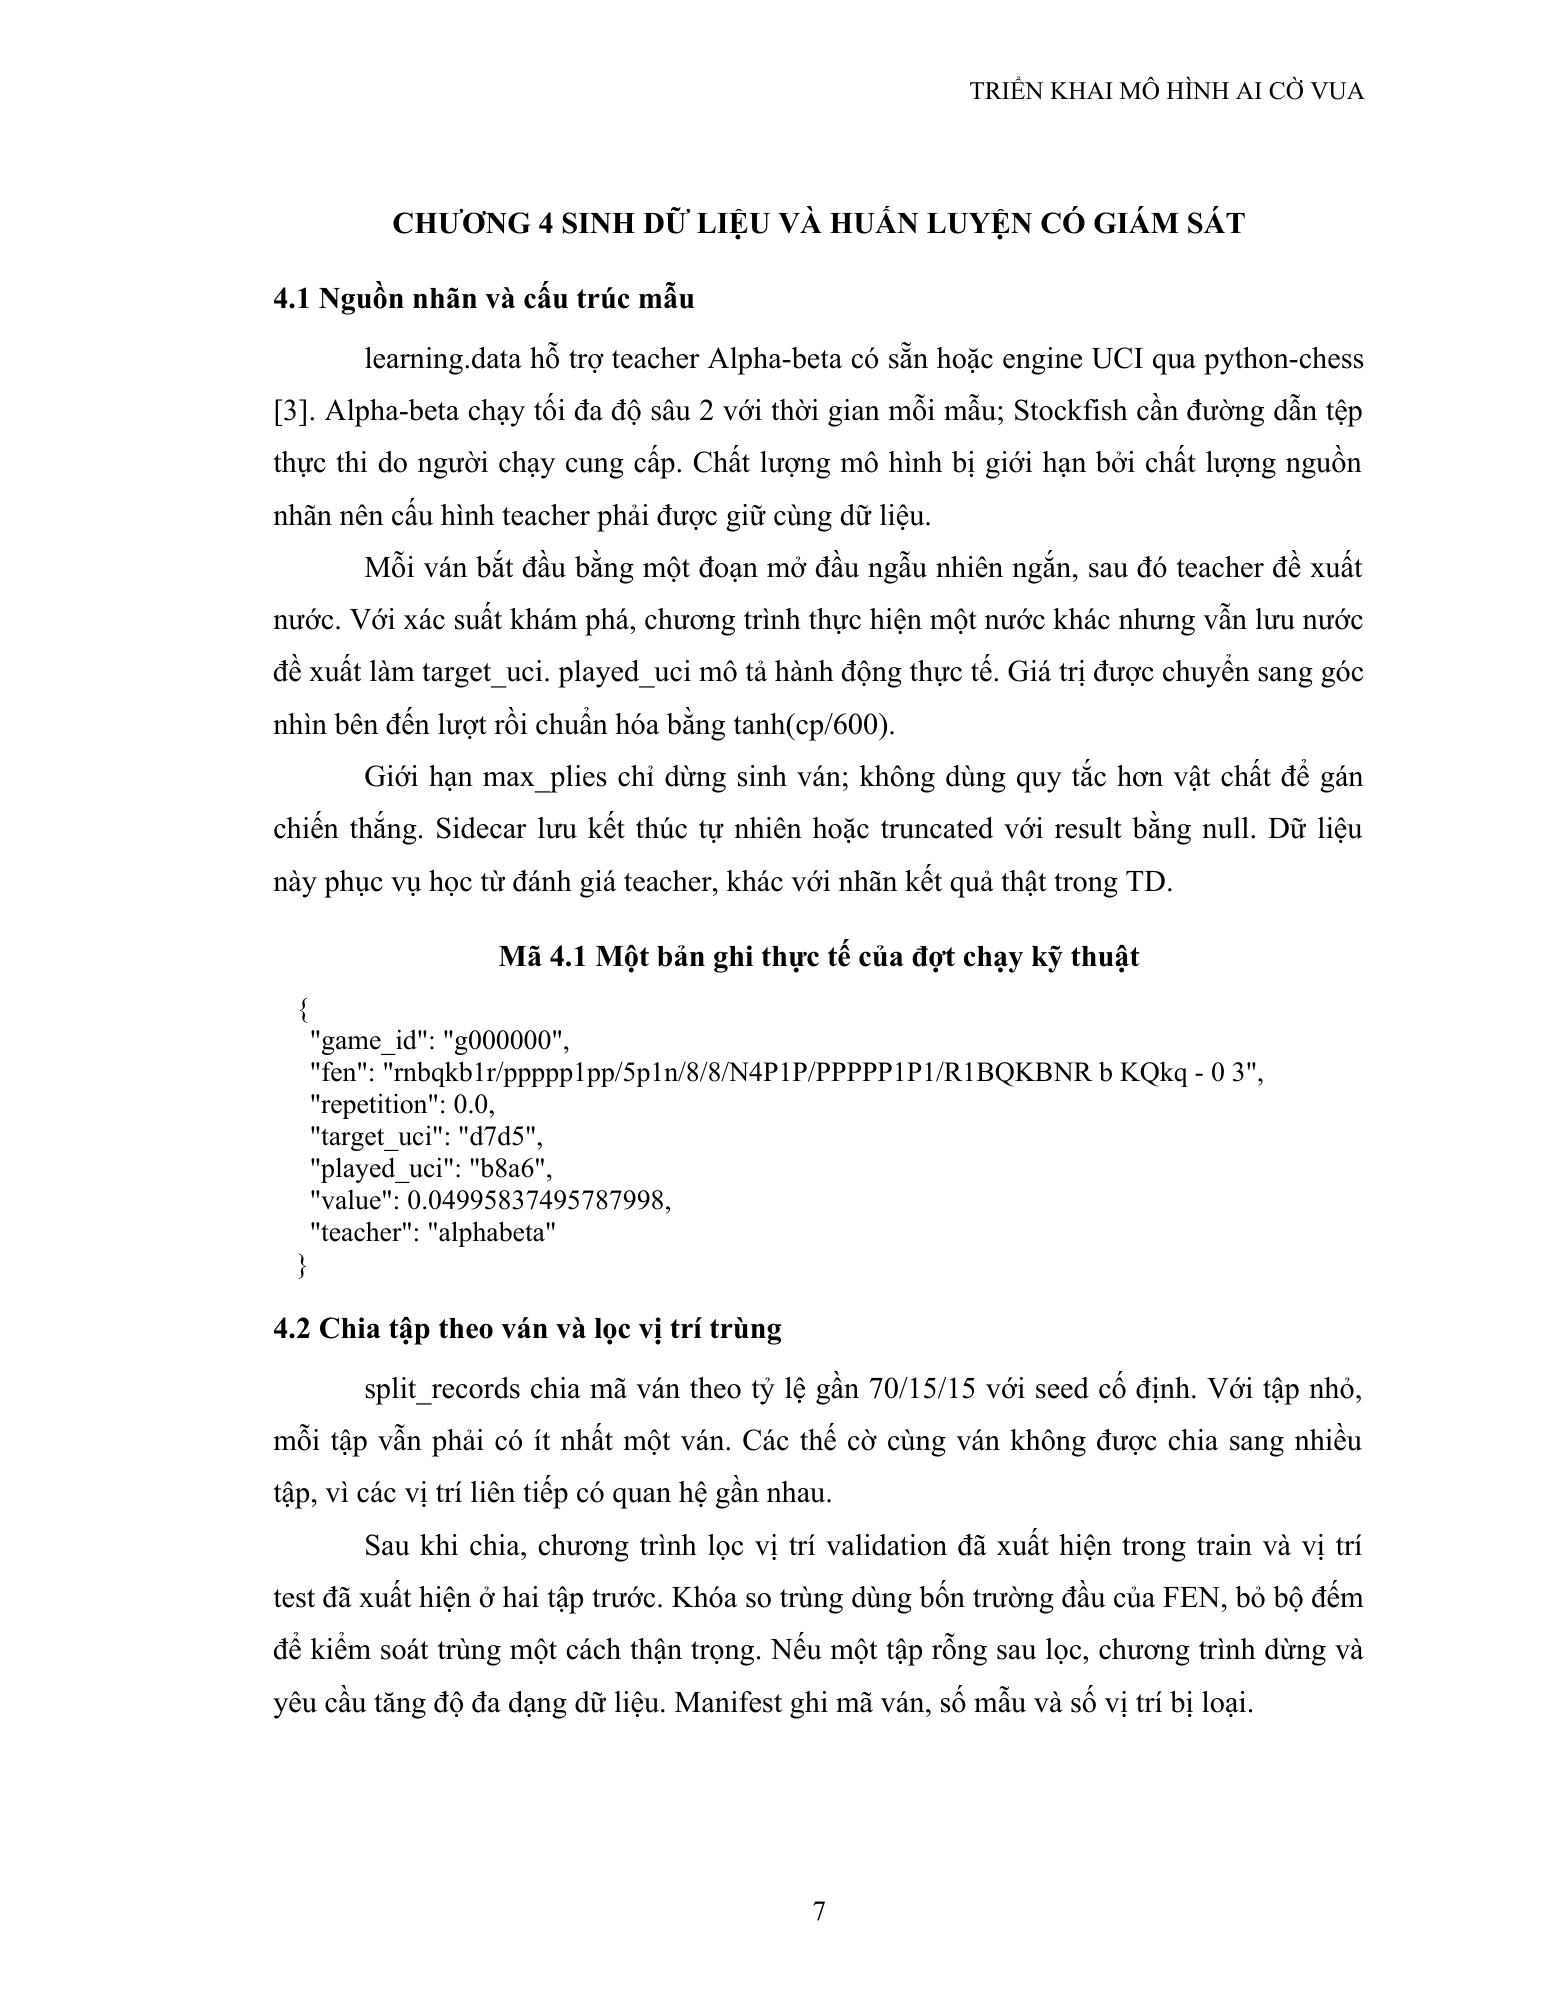 TRIỂN KHAI MÔ HÌNH AI CỜ VUA
CHƯƠNG 4 SINH DỮ LIỆU VÀ HUẤN LUYỆN CÓ GIÁM SÁT
4.1 Nguồn nhãn và cấu trúc mẫu
learning.data hỗ trợ teacher Alpha-beta có sẵn hoặc engine UCI qua python-chess
[3]. Alpha-beta chạy tối đa độ sâu 2 với thời gian mỗi mẫu; Stockfish cần đường dẫn tệp
thực thi do người chạy cung cấp. Chất lượng mô hình bị giới hạn bởi chất lượng nguồn
nhãn nên cấu hình teacher phải được giữ cùng dữ liệu.
Mỗi ván bắt đầu bằng một đoạn mở đầu ngẫu nhiên ngắn, sau đó teacher đề xuất
nước. Với xác suất khám phá, chương trình thực hiện một nước khác nhưng vẫn lưu nước
đề xuất làm target_uci. played_uci mô tả hành động thực tế. Giá trị được chuyển sang góc
nhìn bên đến lượt rồi chuẩn hóa bằng tanh(cp/600).
Giới hạn max_plies chỉ dừng sinh ván; không dùng quy tắc hơn vật chất để gán
chiến thắng. Sidecar lưu kết thúc tự nhiên hoặc truncated với result bằng null. Dữ liệu
này phục vụ học từ đánh giá teacher, khác với nhãn kết quả thật trong TD.
Mã 4.1 Một bản ghi thực tế của đợt chạy kỹ thuật
{
"game_id": "g000000",
"fen": "rnbqkb1r/ppppp1pp/5p1n/8/8/N4P1P/PPPPP1P1/R1BQKBNR b KQkq - 0 3",
"repetition": 0.0,
"target_uci": "d7d5",
"played_uci": "b8a6",
"value": 0.04995837495787998,
"teacher": "alphabeta"
}
4.2 Chia tập theo ván và lọc vị trí trùng
split_records chia mã ván theo tỷ lệ gần 70/15/15 với seed cố định. Với tập nhỏ,
mỗi tập vẫn phải có ít nhất một ván. Các thế cờ cùng ván không được chia sang nhiều
tập, vì các vị trí liên tiếp có quan hệ gần nhau.
Sau khi chia, chương trình lọc vị trí validation đã xuất hiện trong train và vị trí
test đã xuất hiện ở hai tập trước. Khóa so trùng dùng bốn trường đầu của FEN, bỏ bộ đếm
để kiểm soát trùng một cách thận trọng. Nếu một tập rỗng sau lọc, chương trình dừng và
yêu cầu tăng độ đa dạng dữ liệu. Manifest ghi mã ván, số mẫu và số vị trí bị loại.
7